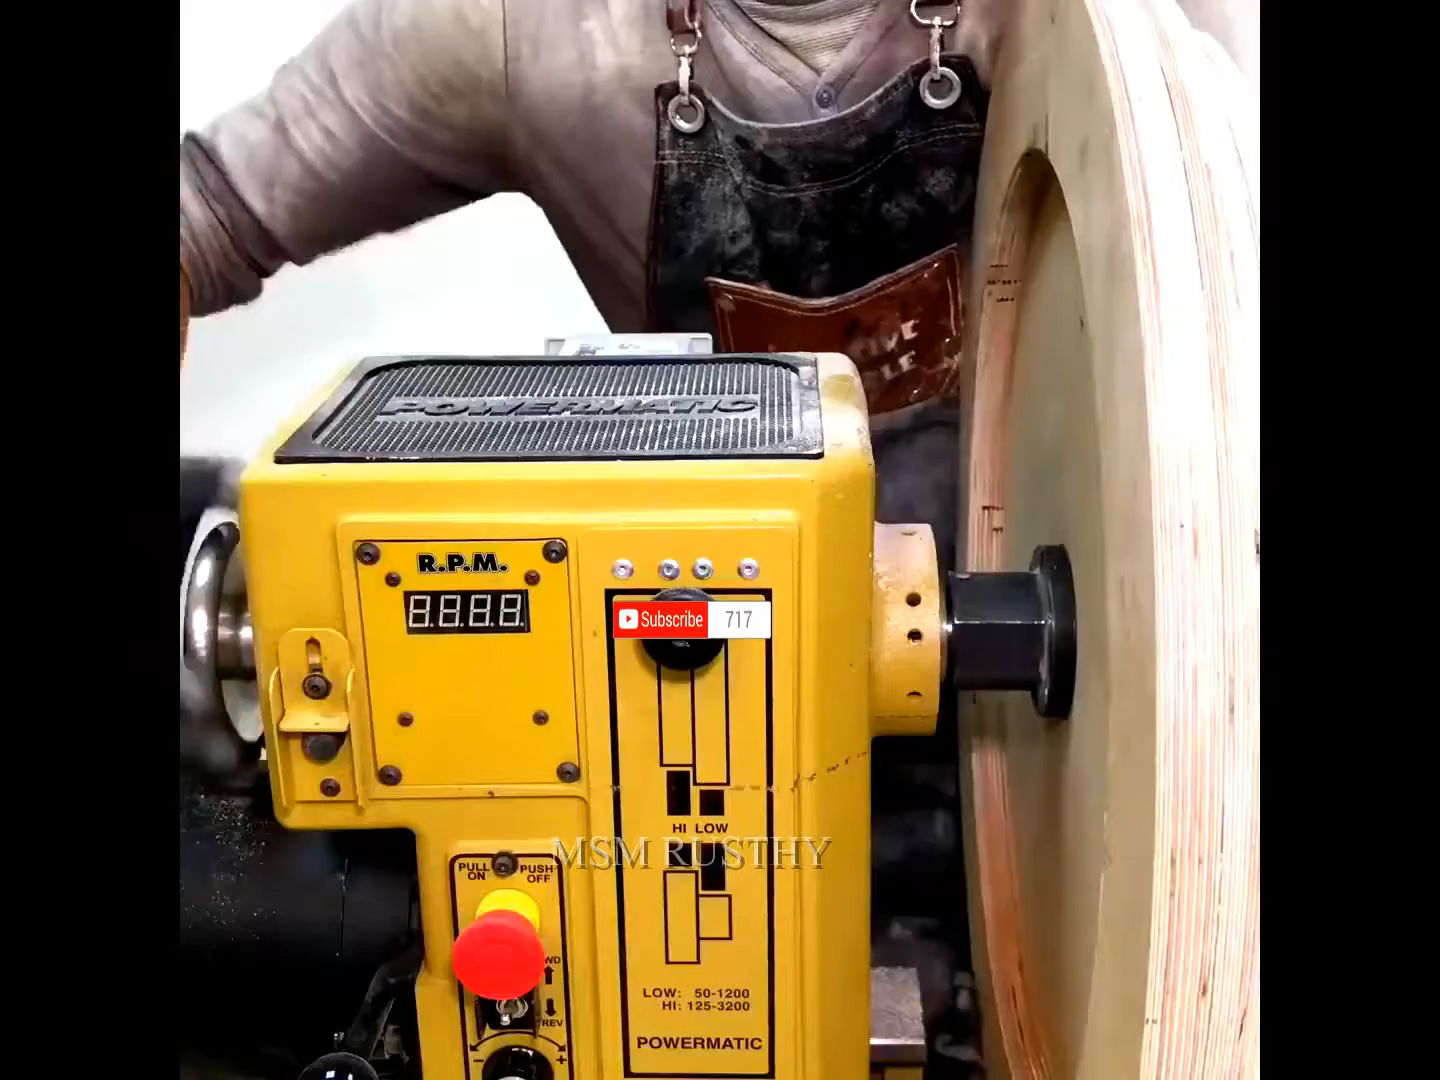 POWERMATIC
R.P.M.
8.8.8.8.
Subscribe 717
HI LOW
MSM RUSTHY
PULL ON
PUSH OFF
REV
LOW: 50-1200
HI: 125-3200
- +
POWERMATIC